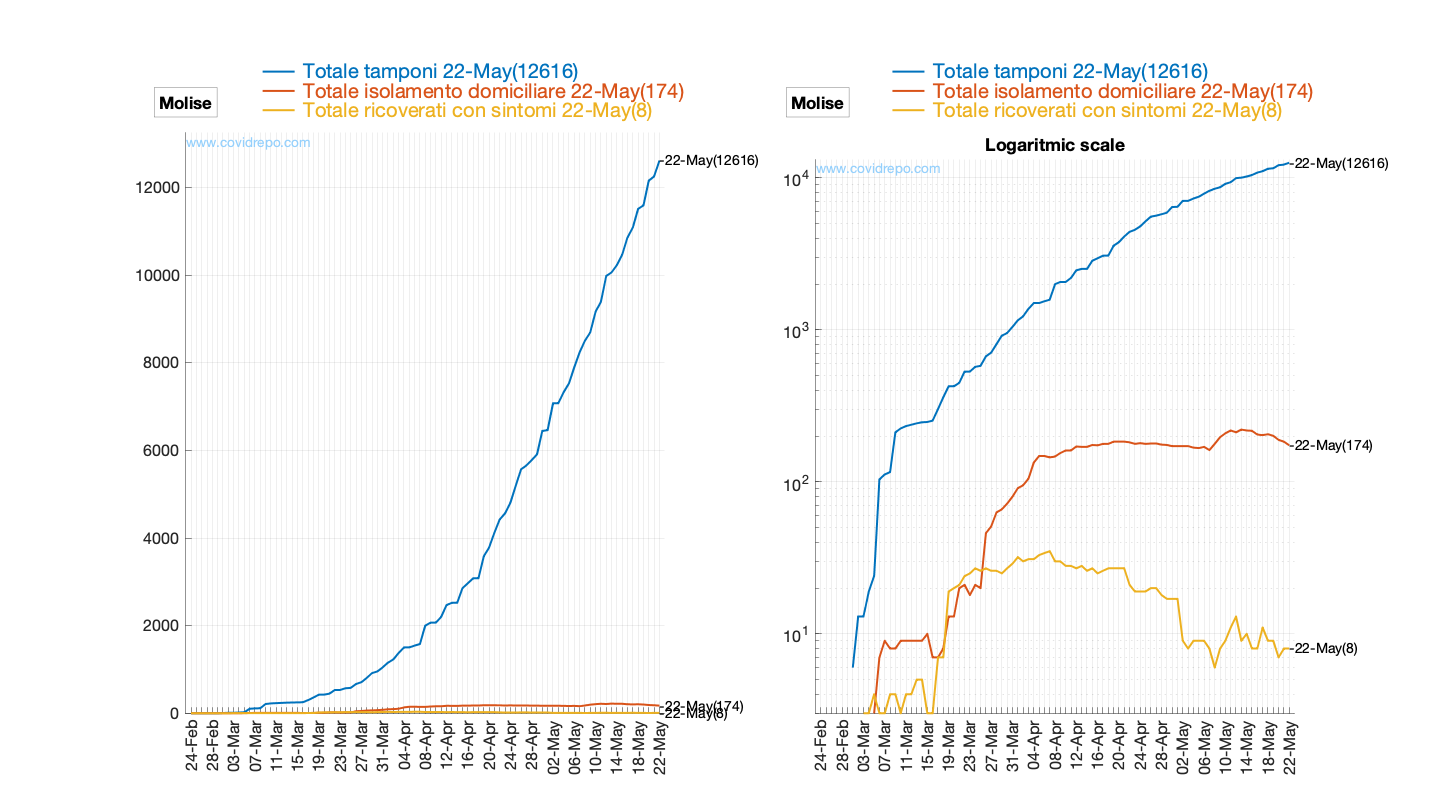 Totale tamponi 22-May(12616)
Totale isolamento domiciliare 22-May(174)
Totale ricoverati con sintomi 22-May(8)
Molise
www.covidrepo.com
12000
10000
8000
6000
4000
2000
0
22-May(12616)
22-May(174)
22-May(8)
24-Feb
28-Feb
03-Mar
07-Mar
11-Mar
15-Mar
19-Mar
23-Mar
27-Mar
31-Mar
04-Apr
08-Apr
12-Apr
16-Apr
20-Apr
24-Apr
28-Apr
02-May
06-May
10-May
14-May
18-May
22-May
Totale tamponi 22-May(12616)
Totale isolamento domiciliare 22-May(174)
Totale ricoverati con sintomi 22-May(8)
Molise
Logaritmic scale
www.covidrepo.com
10⁴
10³
10²
10¹
22-May(12616)
22-May(174)
22-May(8)
24-Feb
28-Feb
03-Mar
07-Mar
11-Mar
15-Mar
19-Mar
23-Mar
27-Mar
31-Mar
04-Apr
08-Apr
12-Apr
16-Apr
20-Apr
24-Apr
28-Apr
02-May
06-May
10-May
14-May
18-May
22-May